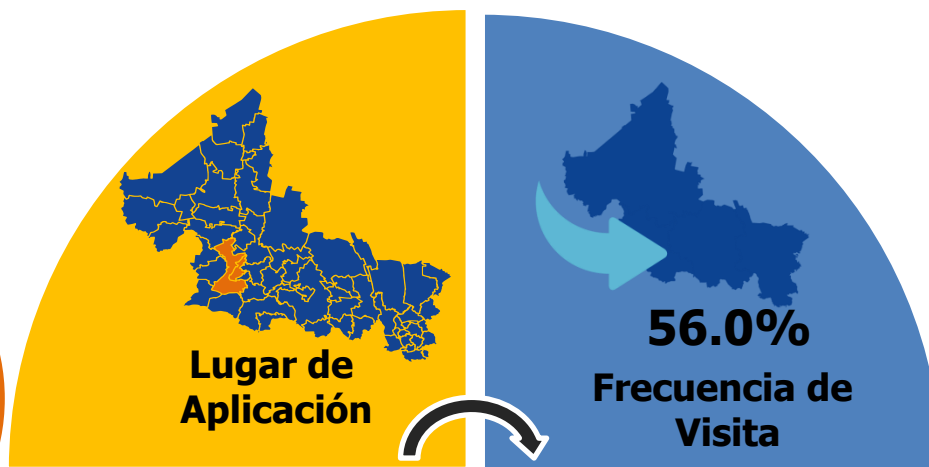 Lugar de
Aplicación
56.0%
Frecuencia de
Visita